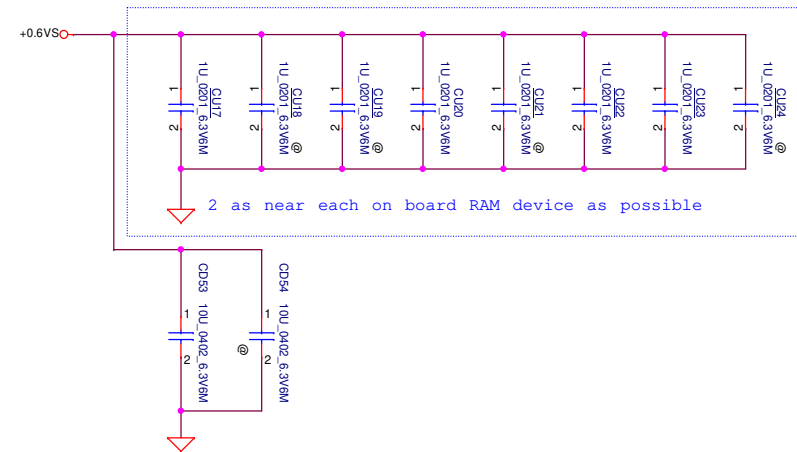 +0.6VS
1
2
CU17
1U_0201_6.3V6M
1
2
CU18
1U_0201_6.3V6M
@
1
2
CU19
1U_0201_6.3V6M
@
1
2
CU20
1U_0201_6.3V6M
1
2
CU21
1U_0201_6.3V6M
@
1
2
CU22
1U_0201_6.3V6M
1
2
CU23
1U_0201_6.3V6M
1
2
CU24
1U_0201_6.3V6M
@
2 as near each on board RAM device as possible
1
2
CD53 10U_0402_6.3V6M
1
2
CD54 10U_0402_6.3V6M
@